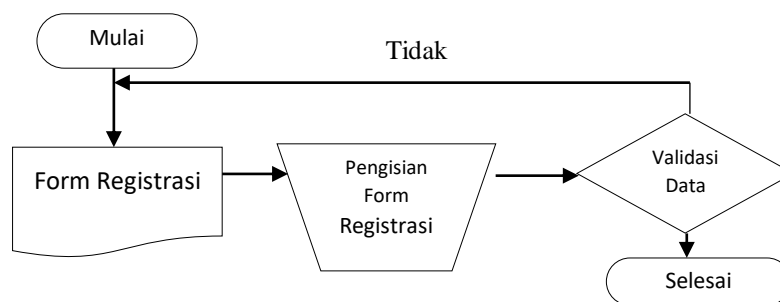 Mulai
Tidak
Form Registrasi
Pengisian
Form
Registrasi
Validasi
Data
Selesai